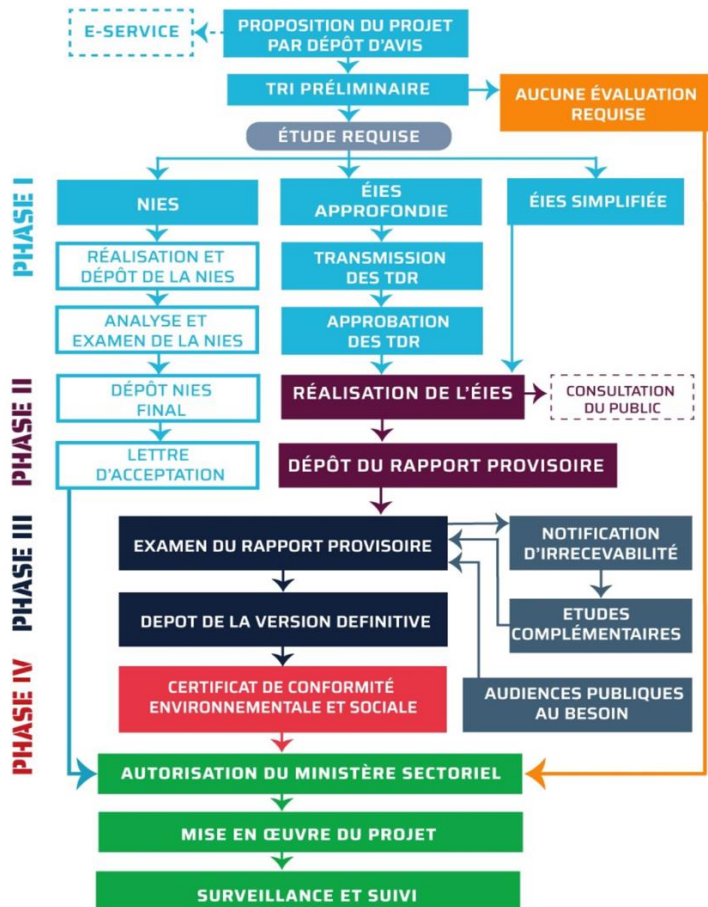 E-SERVICE
PROPOSITION DU PROJET
PAR DÉPÔT D'AVIS
TRI PRÉLIMINAIRE
AUCUNE ÉVALUATION
REQUISE
ÉTUDE REQUISE
PHASE I
NIES
ÉIES
APPROFONDIE
ÉIES SIMPLIFIÉE
RÉALISATION ET
DÉPÔT DE LA NIES
TRANSMISSION
DES TDR
ANALYSE ET
EXAMEN DE LA NIES
APPROBATION
DES TDR
PHASE II
DÉPÔT NIES
FINAL
RÉALISATION DE L'ÉIES
CONSULTATION
DU PUBLIC
LETTRE
D'ACCEPTATION
DÉPÔT DU RAPPORT PROVISOIRE
PHASE III
EXAMEN DU RAPPORT PROVISOIRE
NOTIFICATION
D'IRRECEVABILITÉ
DEPOT DE LA VERSION DEFINITIVE
ETUDES
COMPLÉMENTAIRES
PHASE IV
CERTIFICAT DE CONFORMITÉ
ENVIRONNEMENTALE ET SOCIALE
AUDIENCES PUBLIQUES
AU BESOIN
AUTORISATION DU MINISTÈRE SECTORIEL
MISE EN ŒUVRE DU PROJET
SURVEILLANCE ET SUIVI